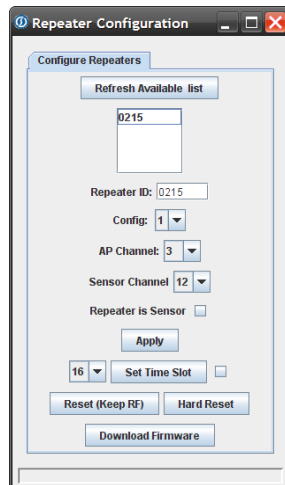 Repeater Configuration
Configure Repeaters
Refresh Available list
0215
Repeater ID: 0215
Config: 1
AP Channel: 3
Sensor Channel 12
Repeater is Sensor
Apply
16 Set Time Slot
Reset (Keep RF) Hard Reset
Download Firmware